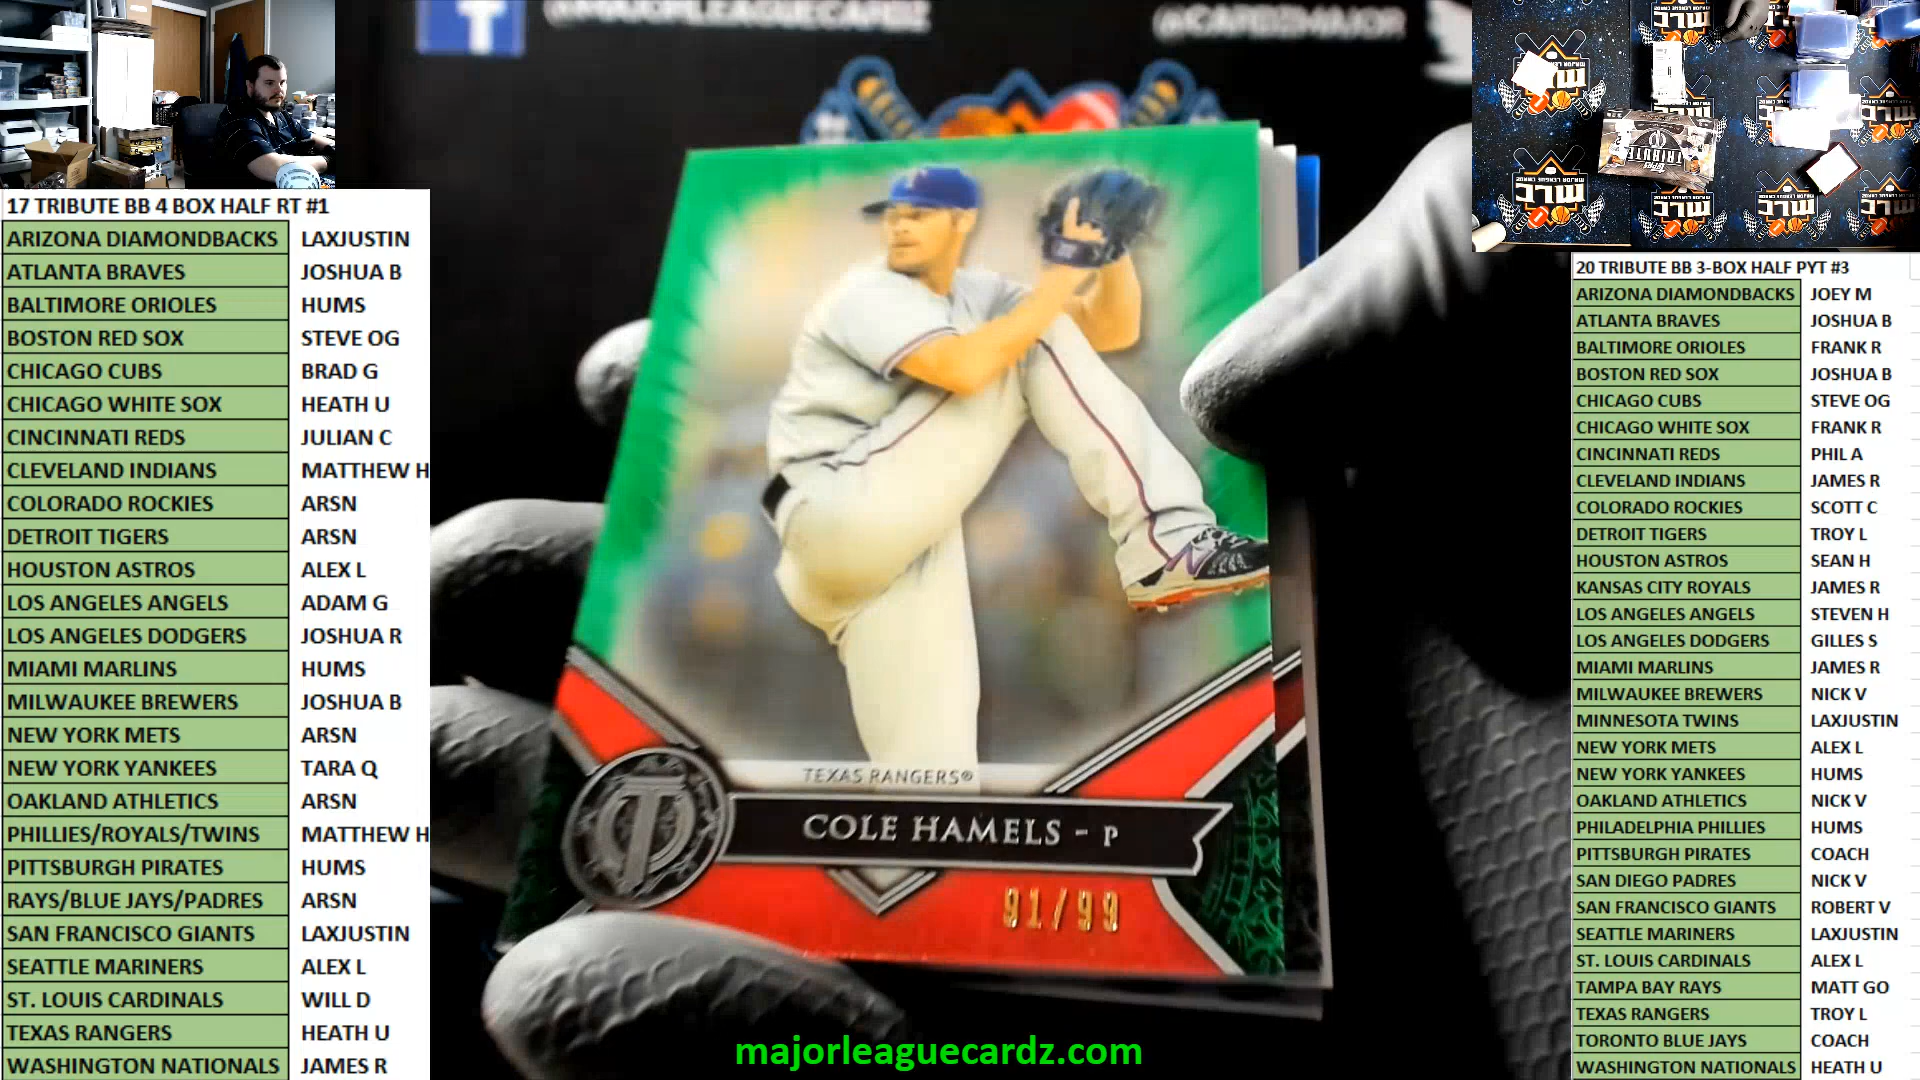 @MAJORLEAGUECARDZ
@CARDZMAJOR
17 TRIBUTE BB 4 BOX HALF RT #1
ARIZONA DIAMONDBACKS LAXJUSTIN
ATLANTA BRAVES JOSHUA B
BALTIMORE ORIOLES HUMS
BOSTON RED SOX STEVE OG
CHICAGO CUBS BRAD G
CHICAGO WHITE SOX HEATH U
CINCINNATI REDS JULIAN C
CLEVELAND INDIANS MATTHEW H
COLORADO ROCKIES ARSN
DETROIT TIGERS ARSN
HOUSTON ASTROS ALEX L
LOS ANGELES ANGELS ADAM G
LOS ANGELES DODGERS JOSHUA R
MIAMI MARLINS HUMS
MILWAUKEE BREWERS JOSHUA B
NEW YORK METS ARSN
NEW YORK YANKEES TARA Q
OAKLAND ATHLETICS ARSN
PHILLIES/ROYALS/TWINS MATTHEW H
PITTSBURGH PIRATES HUMS
RAYS/BLUE JAYS/PADRES ARSN
SAN FRANCISCO GIANTS LAXJUSTIN
SEATTLE MARINERS ALEX L
ST. LOUIS CARDINALS WILL D
TEXAS RANGERS HEATH U
WASHINGTON NATIONALS JAMES R
TEXAS RANGERS®
COLE HAMELS - P
91/99
majorleaguecardz.com
TRIBUTE
MLC
20 TRIBUTE BB 3-BOX HALF PYT #3
ARIZONA DIAMONDBACKS JOEY M
ATLANTA BRAVES JOSHUA B
BALTIMORE ORIOLES FRANK R
BOSTON RED SOX JOSHUA B
CHICAGO CUBS STEVE OG
CHICAGO WHITE SOX FRANK R
CINCINNATI REDS PHIL A
CLEVELAND INDIANS JAMES R
COLORADO ROCKIES SCOTT C
DETROIT TIGERS TROY L
HOUSTON ASTROS SEAN H
KANSAS CITY ROYALS JAMES R
LOS ANGELES ANGELS STEVEN H
LOS ANGELES DODGERS GILLES S
MIAMI MARLINS JAMES R
MILWAUKEE BREWERS NICK V
MINNESOTA TWINS LAXJUSTIN
NEW YORK METS ALEX L
NEW YORK YANKEES HUMS
OAKLAND ATHLETICS NICK V
PHILADELPHIA PHILLIES HUMS
PITTSBURGH PIRATES COACH
SAN DIEGO PADRES NICK V
SAN FRANCISCO GIANTS ROBERT V
SEATTLE MARINERS LAXJUSTIN
ST. LOUIS CARDINALS ALEX L
TAMPA BAY RAYS MATT GO
TEXAS RANGERS TROY L
TORONTO BLUE JAYS COACH
WASHINGTON NATIONALS HEATH U